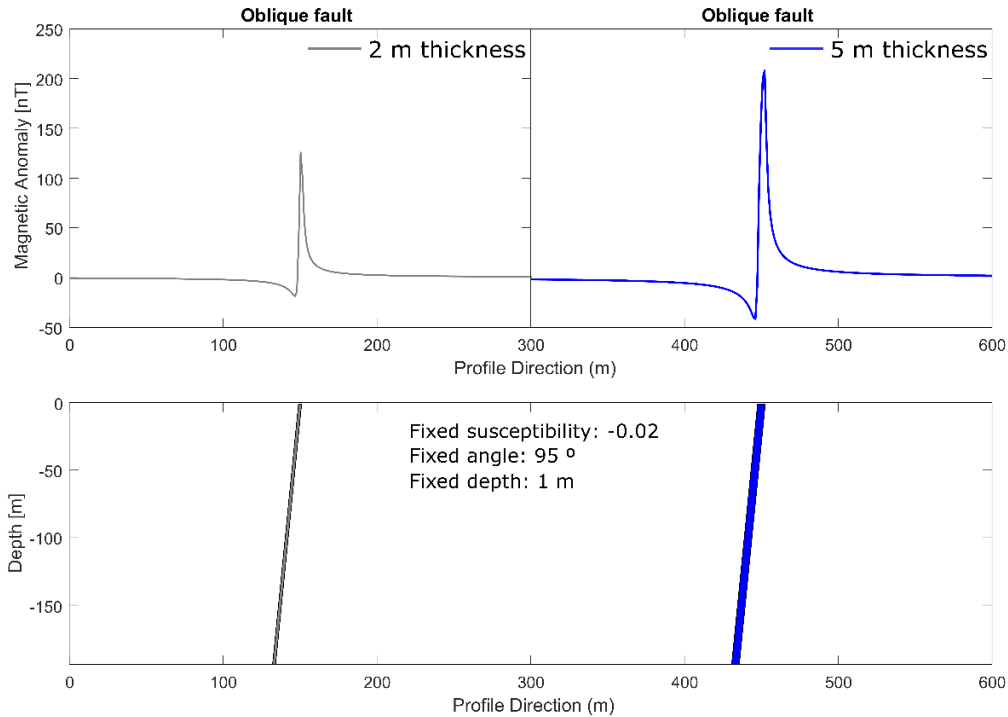 Oblique fault
Oblique fault
250
200
150
100
50
0
-50
Magnetic Anomaly [nT]
2 m thickness
5 m thickness
0
100
200
300
400
500
600
Profile Direction (m)
Profile Direction (m)
0
-50
-100
-150
Depth [m]
Fixed susceptibility: -0.02
Fixed angle: 95 º
Fixed depth: 1 m
0
100
200
300
400
500
600
Profile Direction (m)